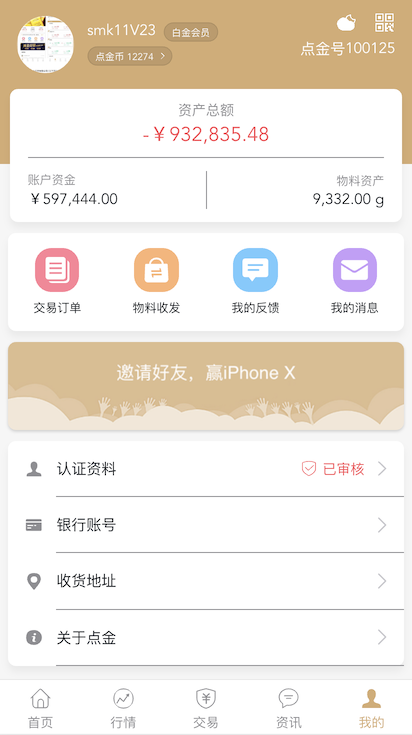 smk11V23 白金会员
点金币 12274
点金号100125
资产总额
-￥932,835.48
账户资金 物料资产
￥597,444.00 9,332.00 g
交易订单 物料收发 我的反馈 我的消息
邀请好友，赢iPhone X
认证资料 已审核
银行账号
收货地址
关于点金
首页 行情 交易 资讯 我的